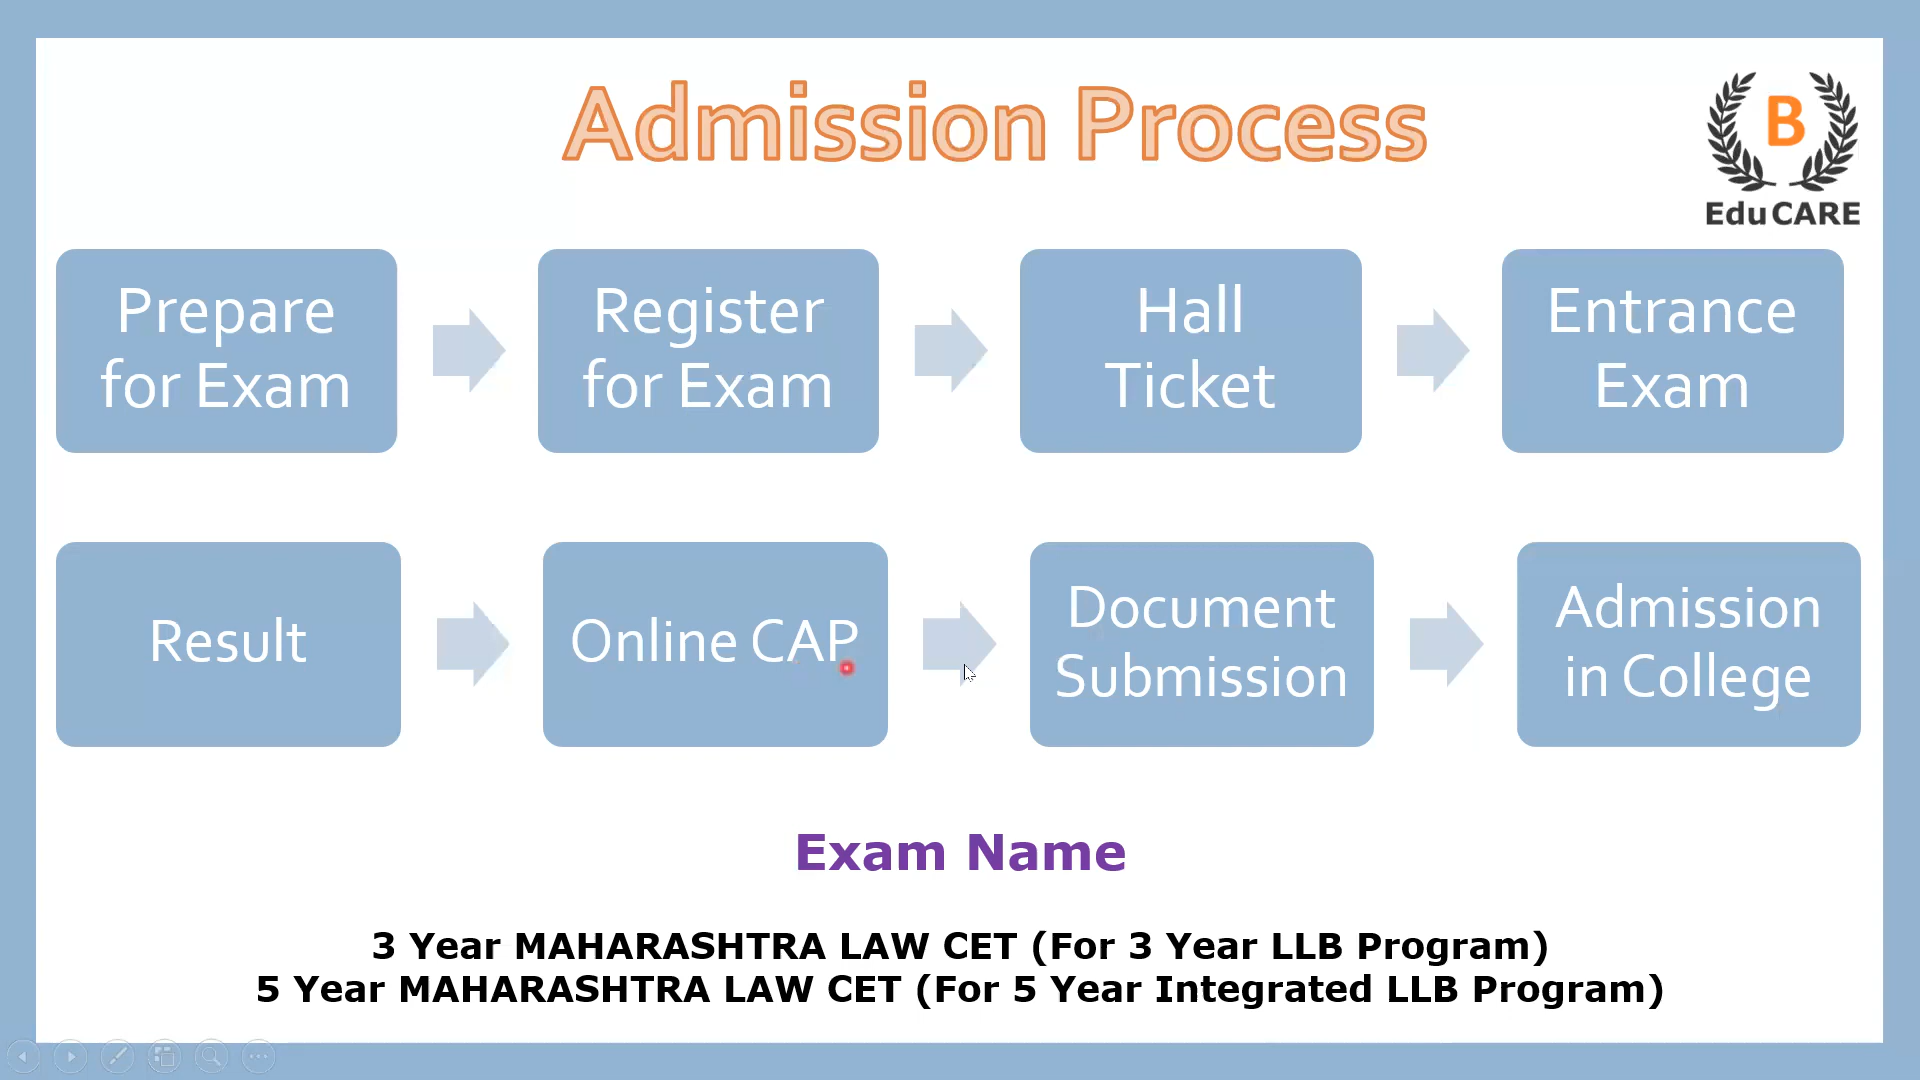 Admission Process
B
EduCARE
Prepare
for Exam
Register
for Exam
Hall
Ticket
Entrance
Exam
Result
Online CAP
Document
Submission
Admission
in College
Exam Name
3 Year MAHARASHTRA LAW CET (For 3 Year LLB Program)
5 Year MAHARASHTRA LAW CET (For 5 Year Integrated LLB Program)